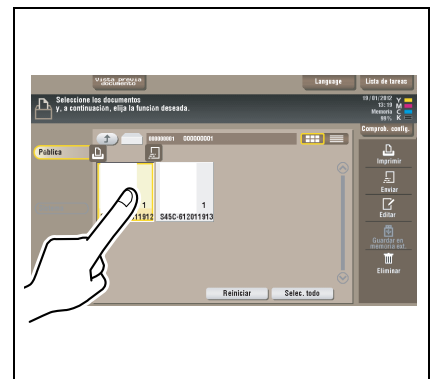 Vista previa
documento
Language
Lista de tareas
Seleccione los documentos
y, a continuación, elija la función deseada.
19/01/2012
13:19
Memoria
99%
Y
M
C
K
Comprob. config.
000000001 000000001
Pública
Imprimir
Enviar
Editar
Guardar en
memoria ext.
Eliminar
1
1
11912
S45C-612011913
Reiniciar
Selec. todo